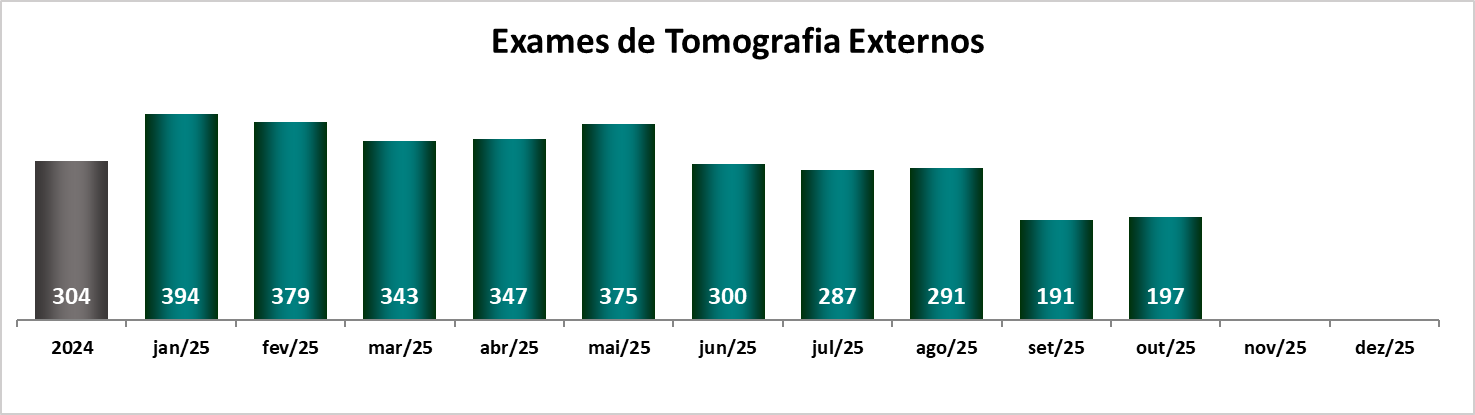 Exames de Tomografia Externos
304 394 379 343 347 375 300 287 291 191 197
2024 jan/25 fev/25 mar/25 abr/25 mai/25 jun/25 jul/25 ago/25 set/25 out/25 nov/25 dez/25